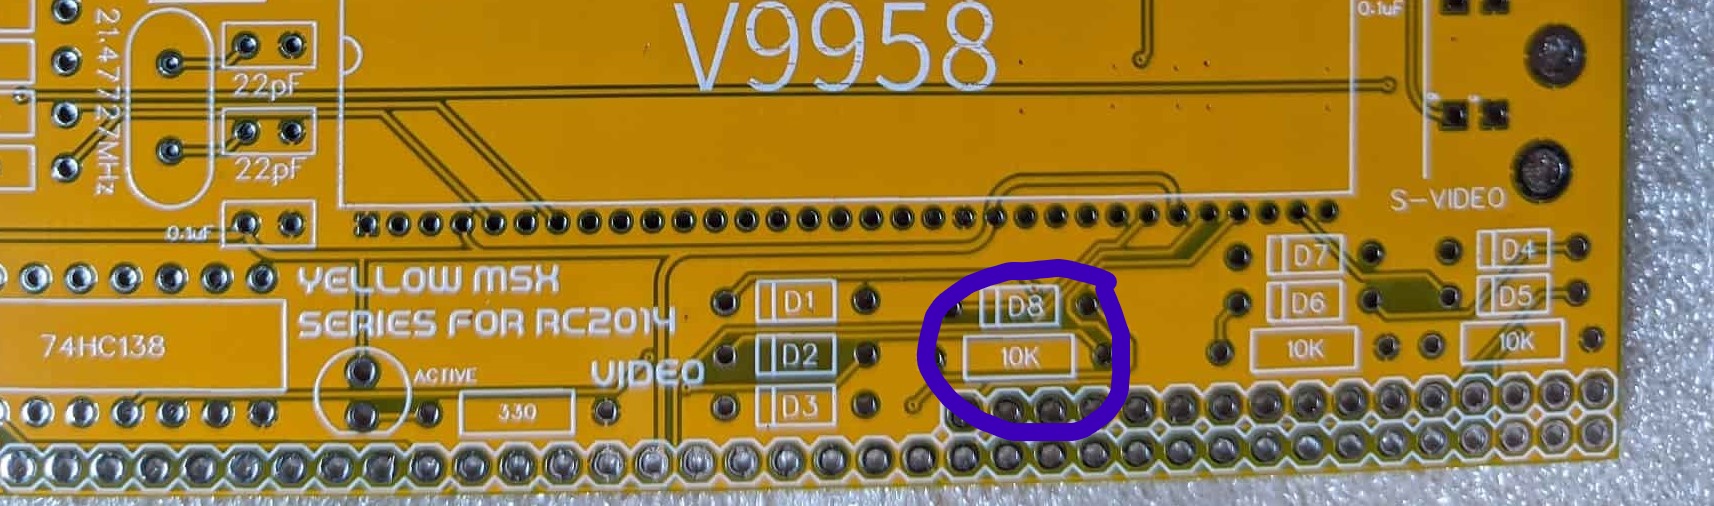 V9958
0.1uF
21.47727MHz
22pF
22pF
S-VIDEO
0.1uF
D7
D4
YELLOW MSX
SERIES FOR RC2014
VIDEO
D1
D8
D6
D5
74HC138
D2
10K
10K
10K
ACTIVE
330
D3